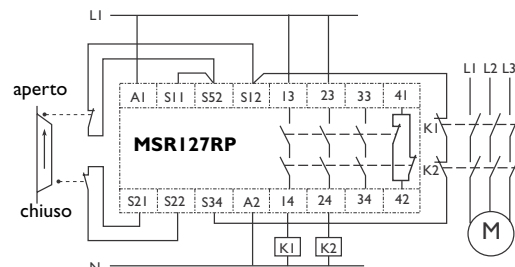 L1
A1 S11 S52 S12 13 23 33 41
L1 L2 L3
aperto
MSR127RP
K1
K2
chiuso
S21 S22 S34 A2 14 24 34 42
M
K1 K2
N